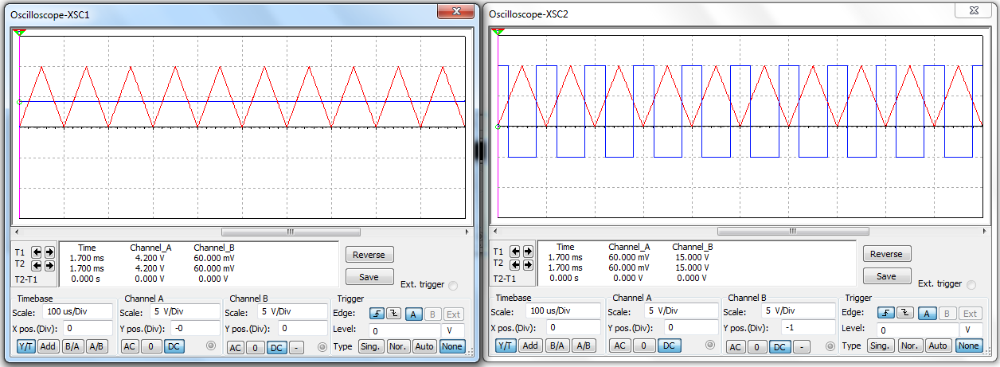 Oscilloscope-XSC1
Time Channel_A Channel_B
T1 1.700 ms 4.200 V 60.000 mV
T2 1.700 ms 4.200 V 60.000 mV
T2-T1 0.000 s 0.000 V 0.000 V
Reverse
Save
Ext. trigger
Timebase Channel A Channel B Trigger
Scale: 100 us/Div Scale: 5 V/Div Scale: 5 V/Div Edge: A B Ext
X pos.(Div): 0 Y pos.(Div): -0 Y pos.(Div): 0 Level: 0 V
Y/T Add B/A A/B AC 0 DC AC 0 DC - Type Sing. Nor. Auto None
Oscilloscope-XSC2
Time Channel_A Channel_B
T1 1.700 ms 60.000 mV 15.000 V
T2 1.700 ms 60.000 mV 15.000 V
T2-T1 0.000 s 0.000 V 0.000 V
Reverse
Save
Ext. trigger
Timebase Channel A Channel B Trigger
Scale: 100 us/Div Scale: 5 V/Div Scale: 5 V/Div Edge: A B Ext
X pos.(Div): 0 Y pos.(Div): 0 Y pos.(Div): -1 Level: 0 V
Y/T Add B/A A/B AC 0 DC AC 0 DC - Type Sing. Nor. Auto None